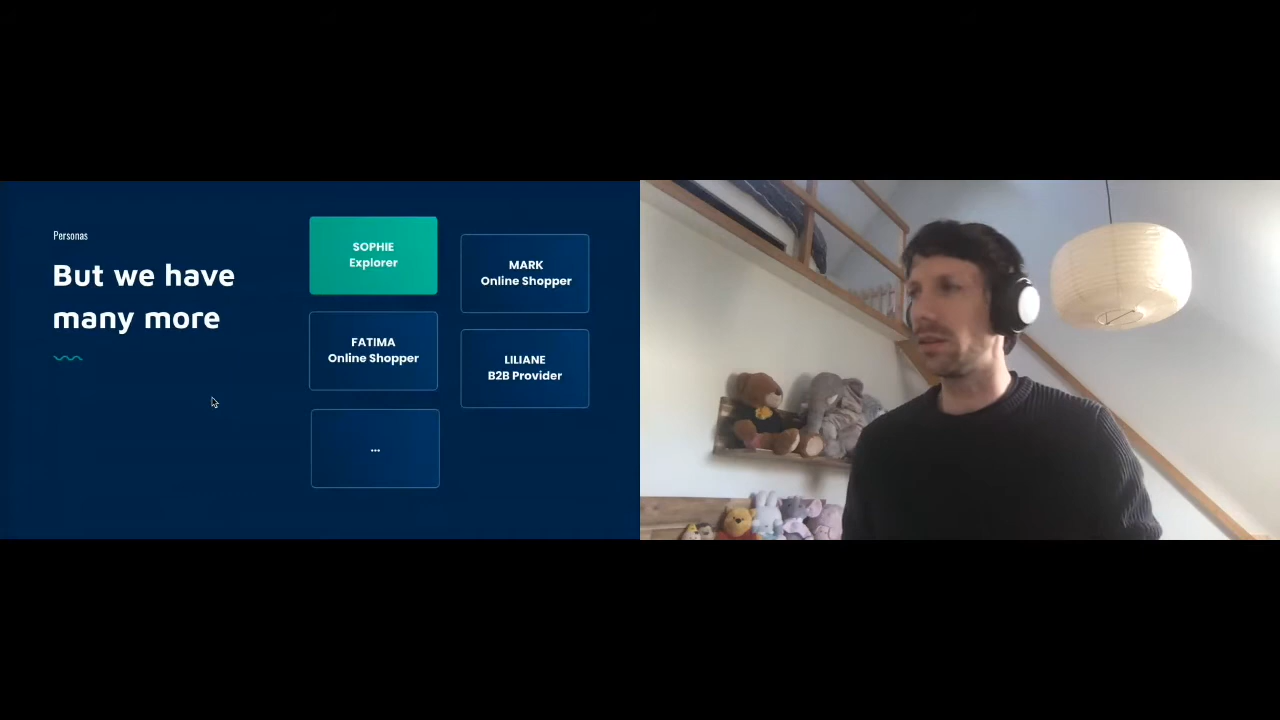 Personas
But we have
many more
SOPHIE
Explorer
MARK
Online Shopper
FATIMA
Online Shopper
LILIANE
B2B Provider
...